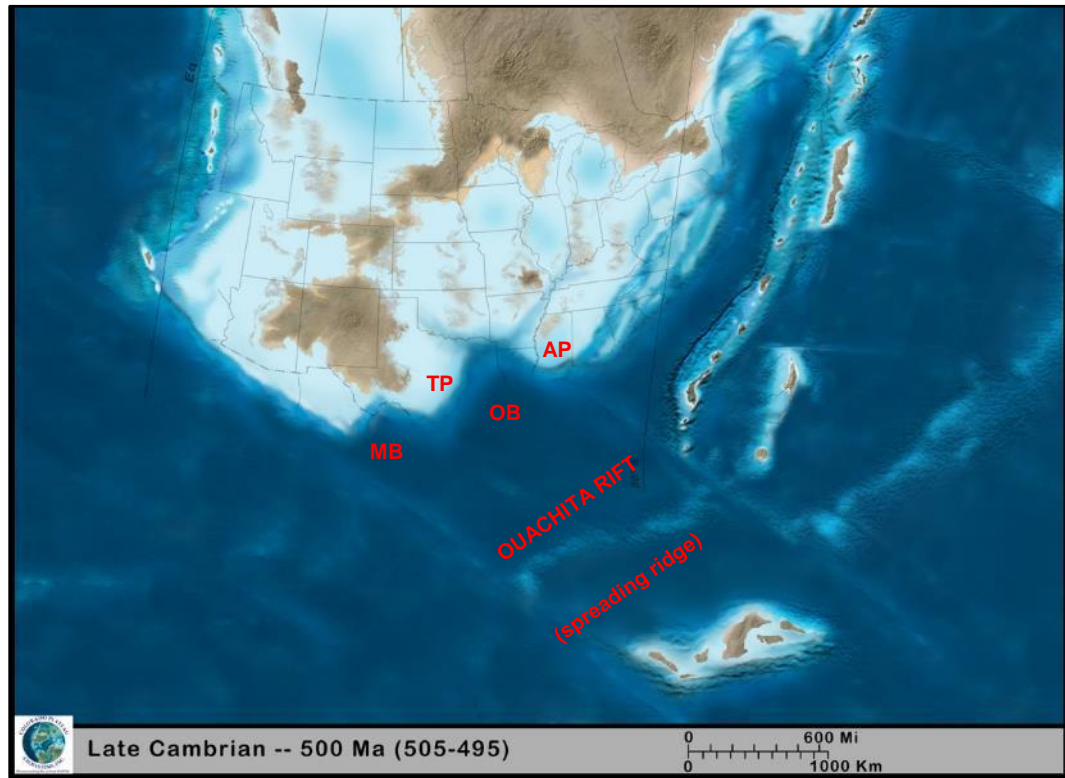 Eq
AP
TP
OB
MB
OUACHITA RIFT
(spreading ridge)
Late Cambrian -- 500 Ma (505-495)
0 600 Mi
0 1000 Km